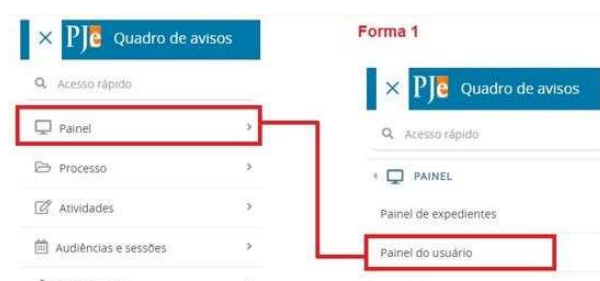 PJe Quadro de avisos
Acesso rápido
Painel
Processo
Atividades
Audiências e sessões
Forma 1
PJe Quadro de avisos
Acesso rápido
PAINEL
Painel de expedientes
Painel do usuário